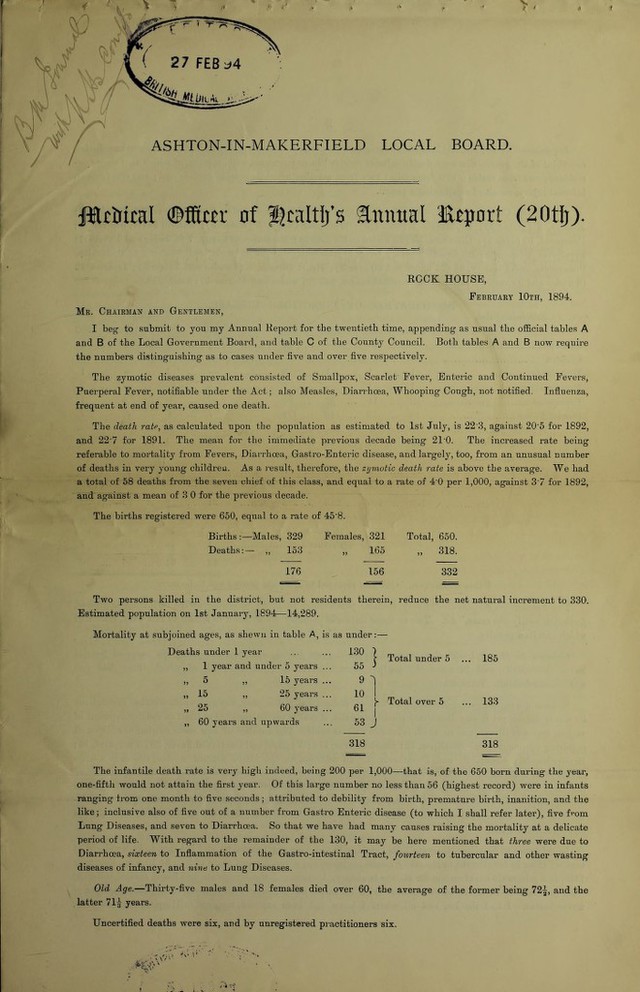 B M Journal
with
27 FEB 94
BRITISH MEDICAL
ASHTON-IN-MAKERFIELD LOCAL BOARD.
Medical Officer of Health's Annual Report (20th).
ROCK HOUSE,
February 10th, 1894.
Mr. Chairman and Gentlemen,
I beg to submit to you my Annual Report for the twentieth time, appending as usual the official tables A
and B of the Local Government Board, and table C of the County Council. Both tables A and B now require
the numbers distinguishing as to cases under five and over five respectively.
The zymotic diseases prevalent consisted of Smallpox, Scarlet Fever, Enteric and Continued Fevers,
Puerperal Fever, notifiable under the Act; also Measles, Diarrhœa, Whooping Cough, not notified. Influenza,
frequent at end of year, caused one death.
The death rate, as calculated upon the population as estimated to 1st July, is 22·3, against 20·5 for 1892,
and 22·7 for 1891. The mean for the immediate previous decade being 21·0. The increased rate being
referable to mortality from Fevers, Diarrhœa, Gastro-Enteric disease, and largely, too, from an unusual number
of deaths in very young children. As a result, therefore, the zymotic death rate is above the average. We had
a total of 58 deaths from the seven chief of this class, and equal to a rate of 4·0 per 1,000, against 3·7 for 1892,
and against a mean of 3 0 for the previous decade.
The births registered were 650, equal to a rate of 45·8.
Births:—Males, 329 Females, 321 Total, 650.
Deaths:— „ 153 „ 165 „ 318.
176 156 332
Two persons killed in the district, but not residents therein, reduce the net natural increment to 330.
Estimated population on 1st January, 1894—14,289.
Mortality at subjoined ages, as shewn in table A, is as under:—
Deaths under 1 year ... ... 130 } Total under 5 ... 185
„ 1 year and under 5 years ... 55
„ 5 „ 15 years ... 9
„ 15 „ 25 years ... 10 } Total over 5 ... 133
„ 25 „ 60 years ... 61
„ 60 years and upwards ... 53
318 318
The infantile death rate is very high indeed, being 200 per 1,000—that is, of the 650 born during the year,
one-fifth would not attain the first year. Of this large number no less than 56 (highest record) were in infants
ranging from one month to five seconds; attributed to debility from birth, premature birth, inanition, and the
like; inclusive also of five out of a number from Gastro Enteric disease (to which I shall refer later), five from
Lung Diseases, and seven to Diarrhœa. So that we have had many causes raising the mortality at a delicate
period of life. With regard to the remainder of the 130, it may be here mentioned that three were due to
Diarrhœa, sixteen to Inflammation of the Gastro-intestinal Tract, fourteen to tubercular and other wasting
diseases of infancy, and nine to Lung Diseases.
Old Age.—Thirty-five males and 18 females died over 60, the average of the former being 72½, and the
latter 71½ years.
Uncertified deaths were six, and by unregistered practitioners six.